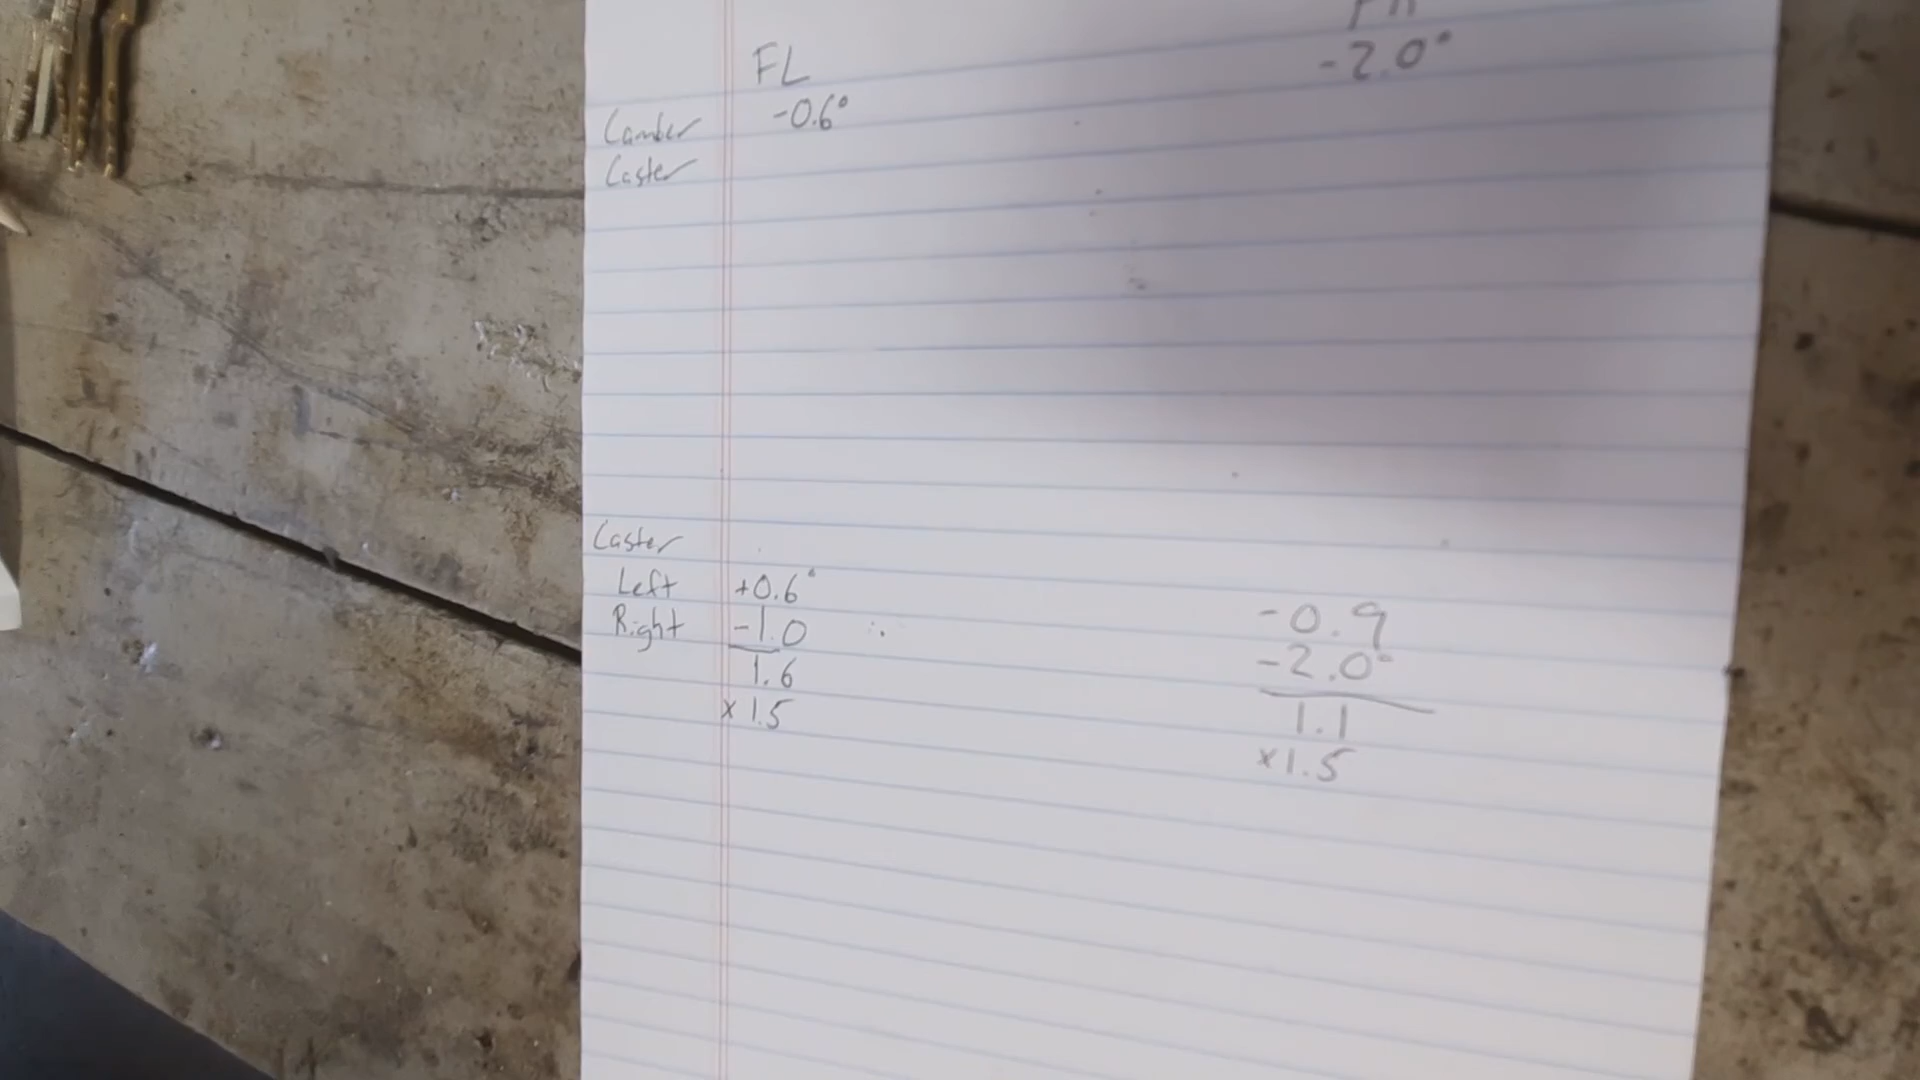 FL
-2.0°
Camber -0.6°
Caster
Caster
Left +0.6° -0.9
Right -1.0 -2.0°
1.6 1.1
x 1.5 x1.5